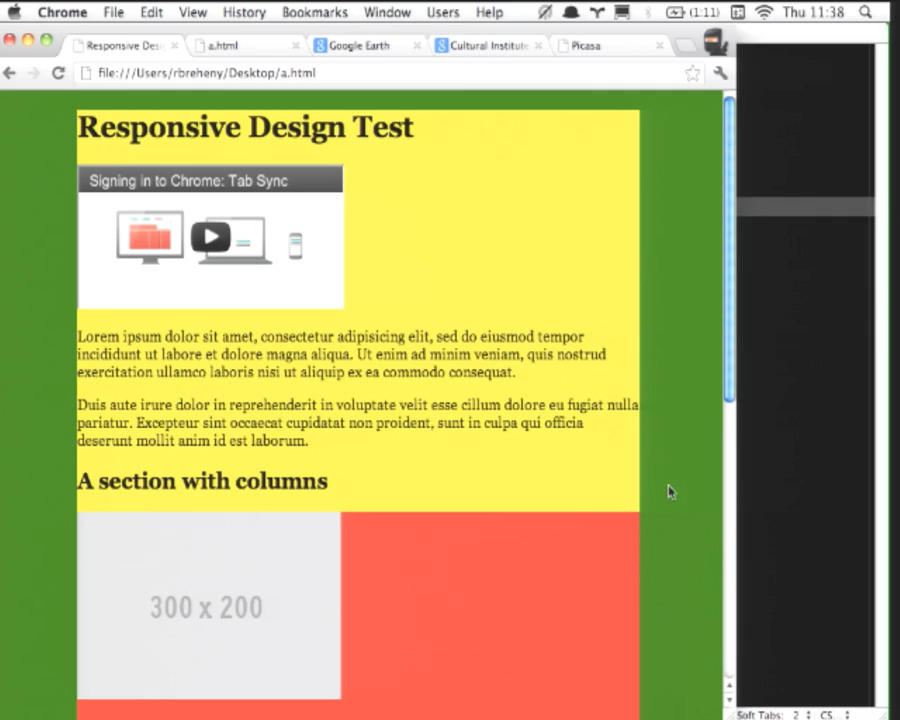 Chrome File Edit View History Bookmarks Window Users Help (1:11) Thu 11:38
Responsive Desi a.html Google Earth Cultural Institute Picasa
file:///Users/rbreheny/Desktop/a.html
Responsive Design Test
Signing in to Chrome: Tab Sync
Lorem ipsum dolor sit amet, consectetur adipisicing elit, sed do eiusmod tempor
incididunt ut labore et dolore magna aliqua. Ut enim ad minim veniam, quis nostrud
exercitation ullamco laboris nisi ut aliquip ex ea commodo consequat.
Duis aute irure dolor in reprehenderit in voluptate velit esse cillum dolore eu fugiat nulla
pariatur. Excepteur sint occaecat cupidatat non proident, sunt in culpa qui officia
deserunt mollit anim id est laborum.
A section with columns
300 x 200
Soft Tabs: 2 CS...